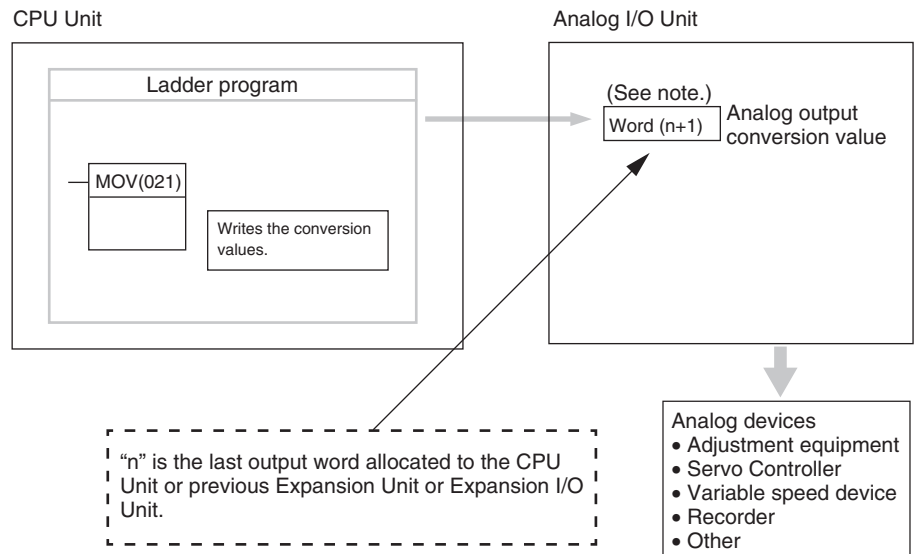 CPU Unit
Analog I/O Unit
Ladder program
MOV(021)
Writes the conversion
values.
(See note.)
Word (n+1)
Analog output
conversion value
“n” is the last output word allocated to the CPU
Unit or previous Expansion Unit or Expansion I/O
Unit.
Analog devices
• Adjustment equipment
• Servo Controller
• Variable speed device
• Recorder
• Other